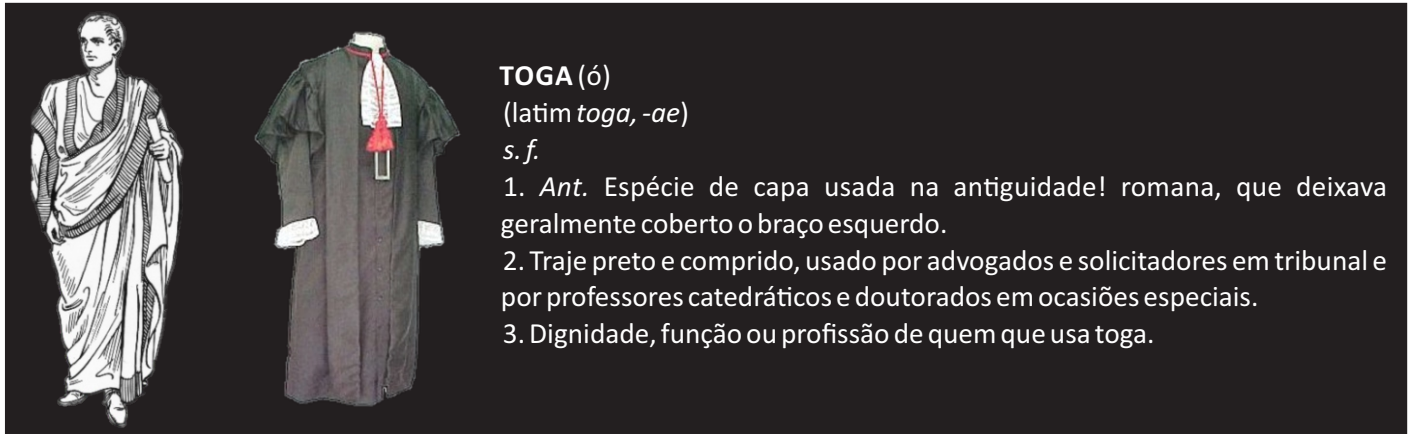 TOGA (ó)
(latim toga, -ae)
s. f.
1. Ant. Espécie de capa usada na antiguidade! romana, que deixava
geralmente coberto o braço esquerdo.
2. Traje preto e comprido, usado por advogados e solicitadores em tribunal e
por professores catedráticos e doutorados em ocasiões especiais.
3. Dignidade, função ou profissão de quem que usa toga.